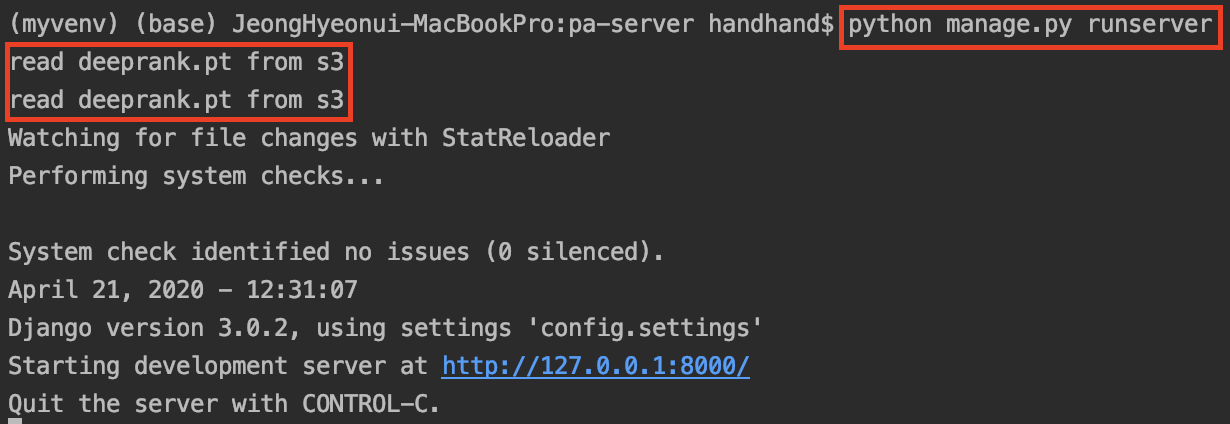 (myvenv) (base) JeongHyeonui-MacBookPro:pa-server handhand$ python manage.py runserver
read deeprank.pt from s3
read deeprank.pt from s3
Watching for file changes with StatReloader
Performing system checks...
System check identified no issues (0 silenced).
April 21, 2020 - 12:31:07
Django version 3.0.2, using settings 'config.settings'
Starting development server at http://127.0.0.1:8000/
Quit the server with CONTROL-C.